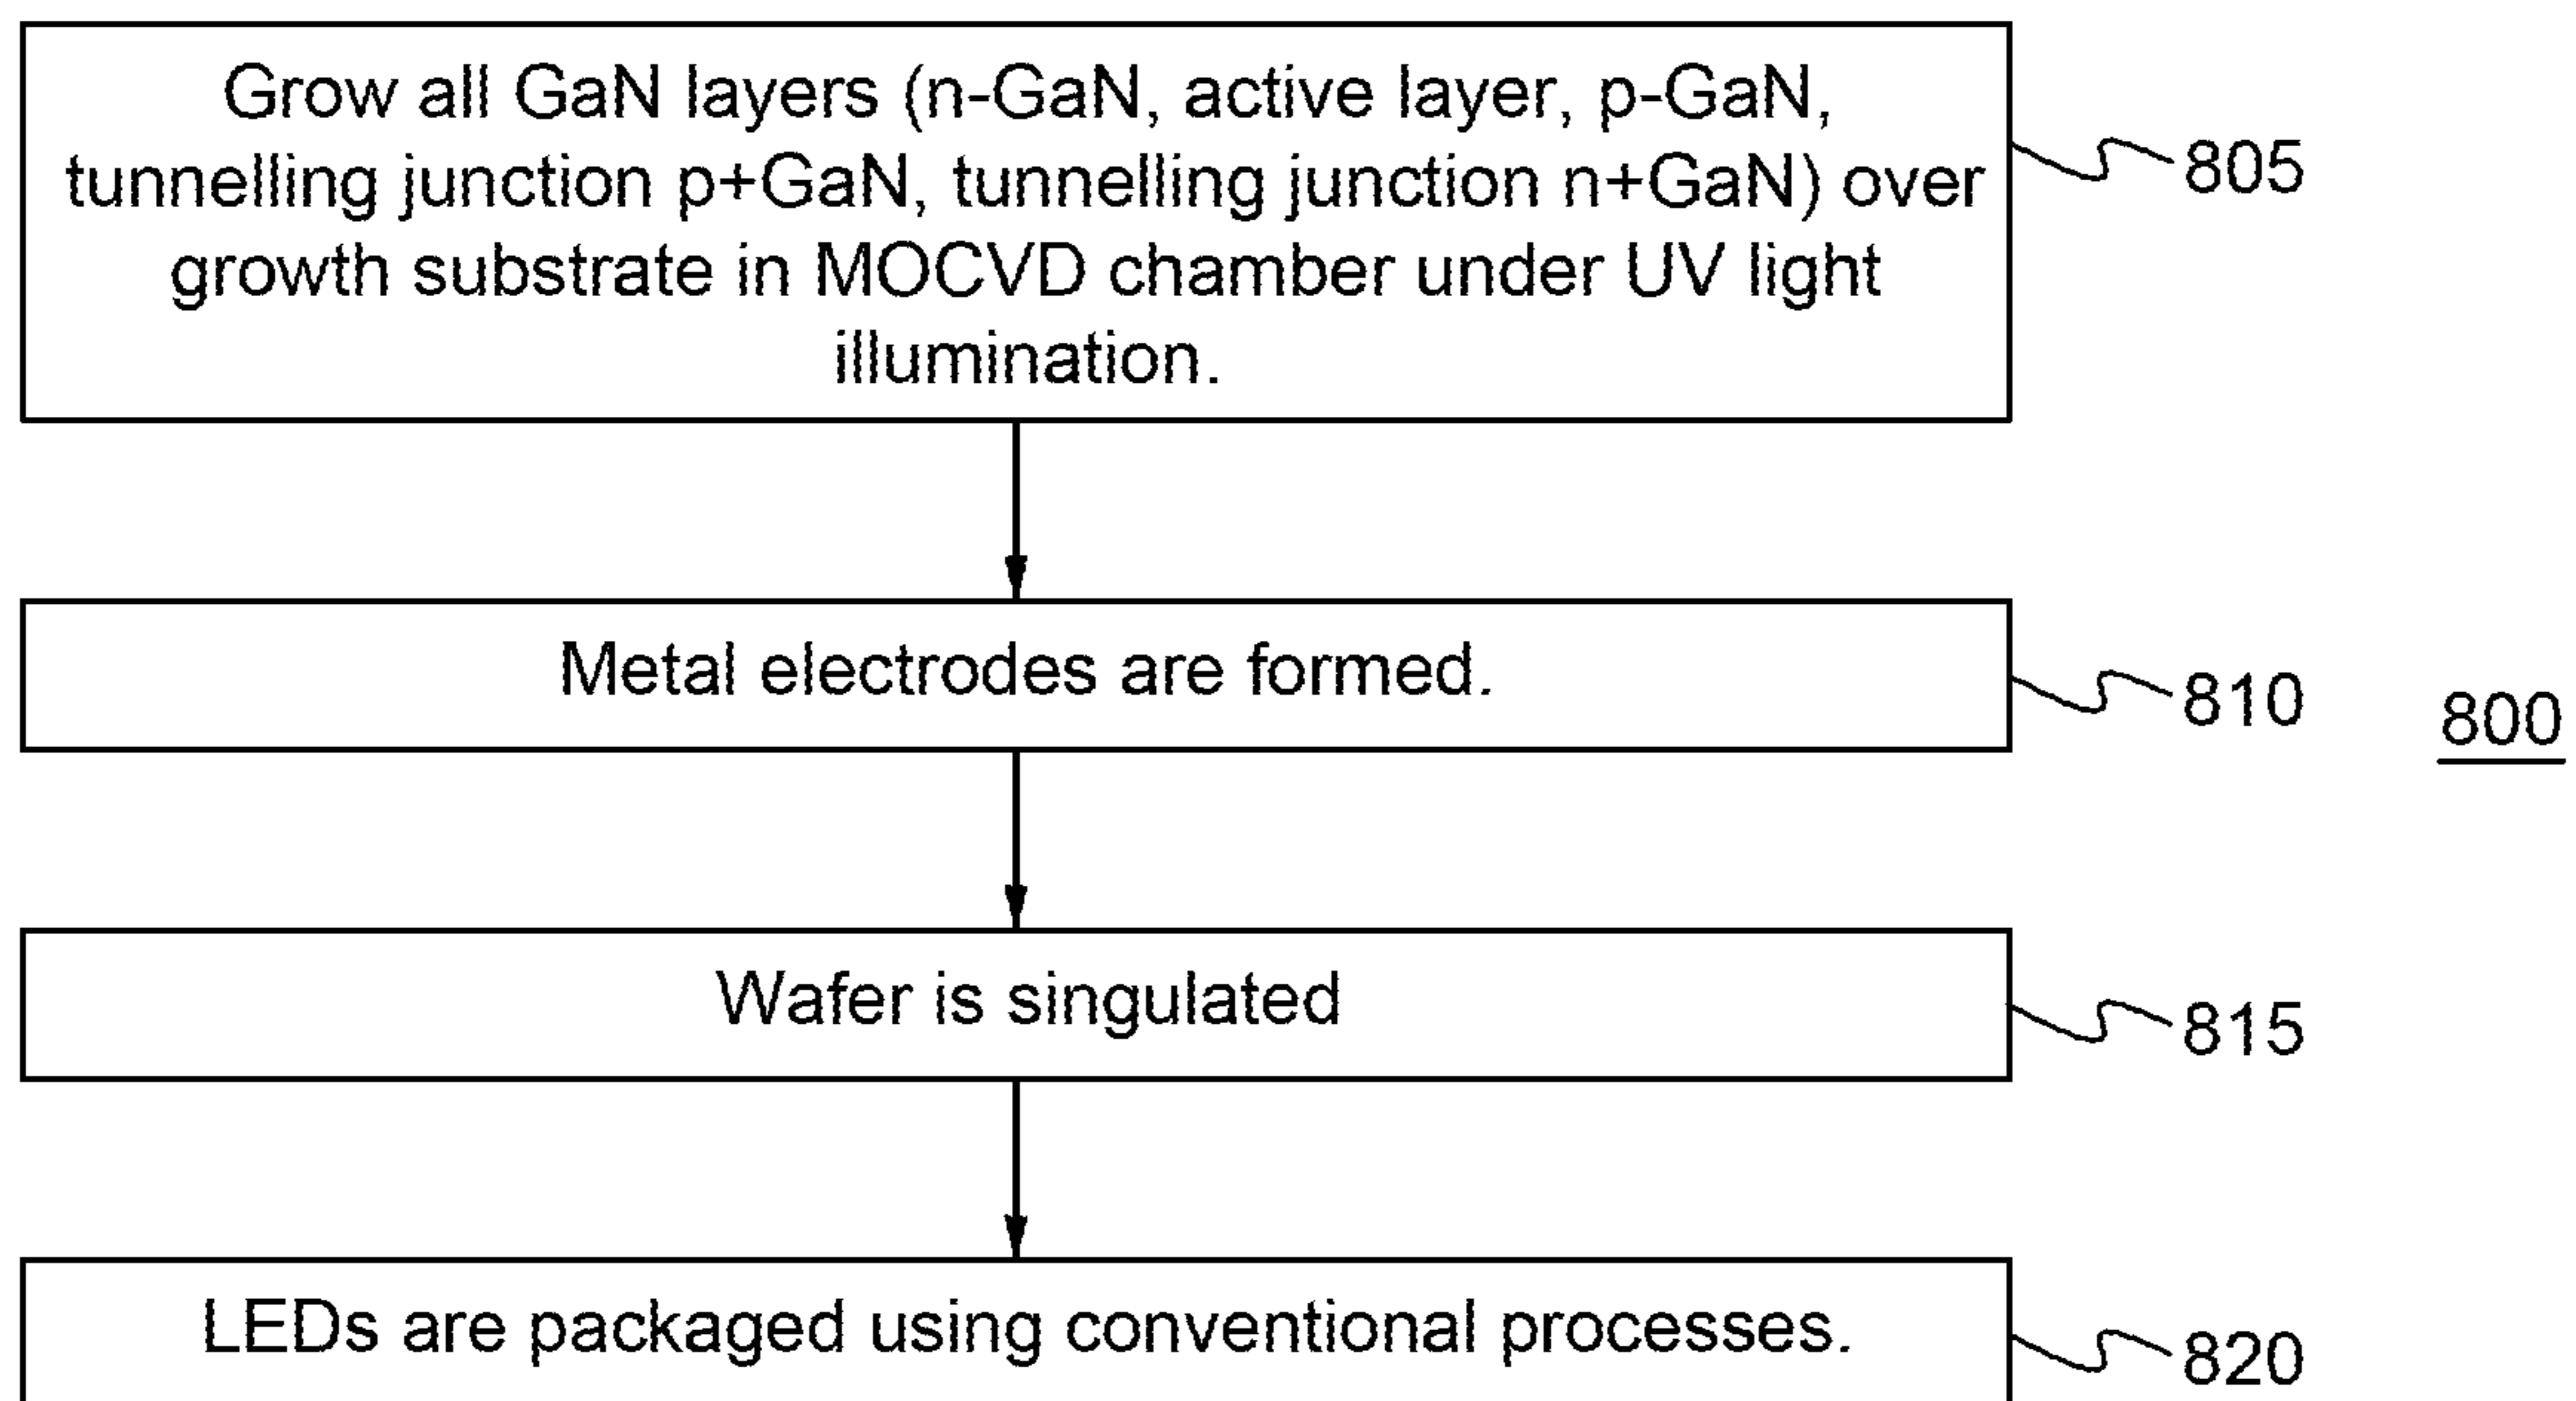 Grow all GaN layers (n-GaN, active layer, p-GaN,
tunnelling junction p+GaN, tunnelling junction n+GaN) over
growth substrate in MOCVD chamber under UV light
illumination.
805
Metal electrodes are formed.
810
800
Wafer is singulated
815
LEDs are packaged using conventional processes.
820